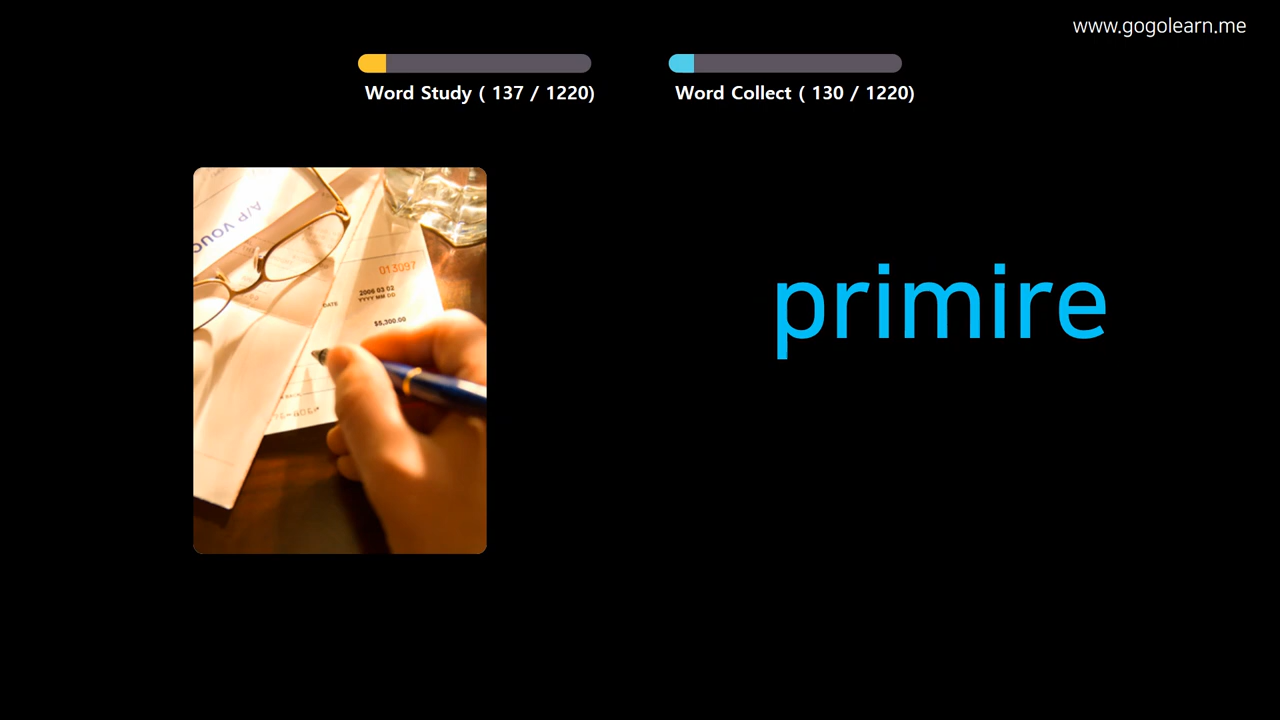 www.gogolearn.me
Word Study ( 137 / 1220)
Word Collect ( 130 / 1220)
primire
A/P VOUC
013097
DATE
2006 03 02
YYYY MM DD
$5,300.00